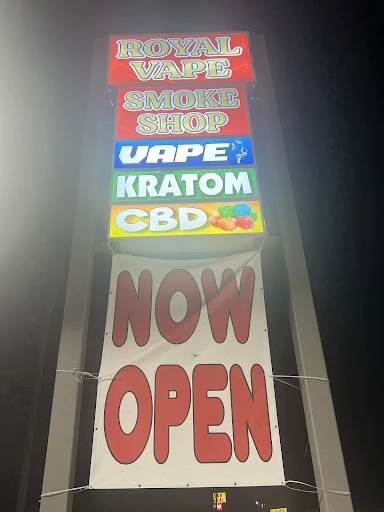 ROYAL
VAPE
SMOKE
SHOP
VAPE
KRATOM
CBD
NOW
OPEN